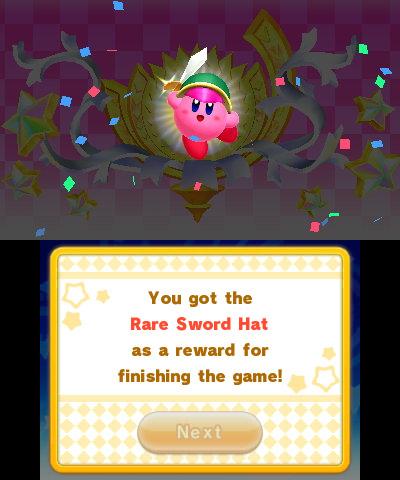 You got the
Rare Sword Hat
as a reward for
finishing the game!
Next